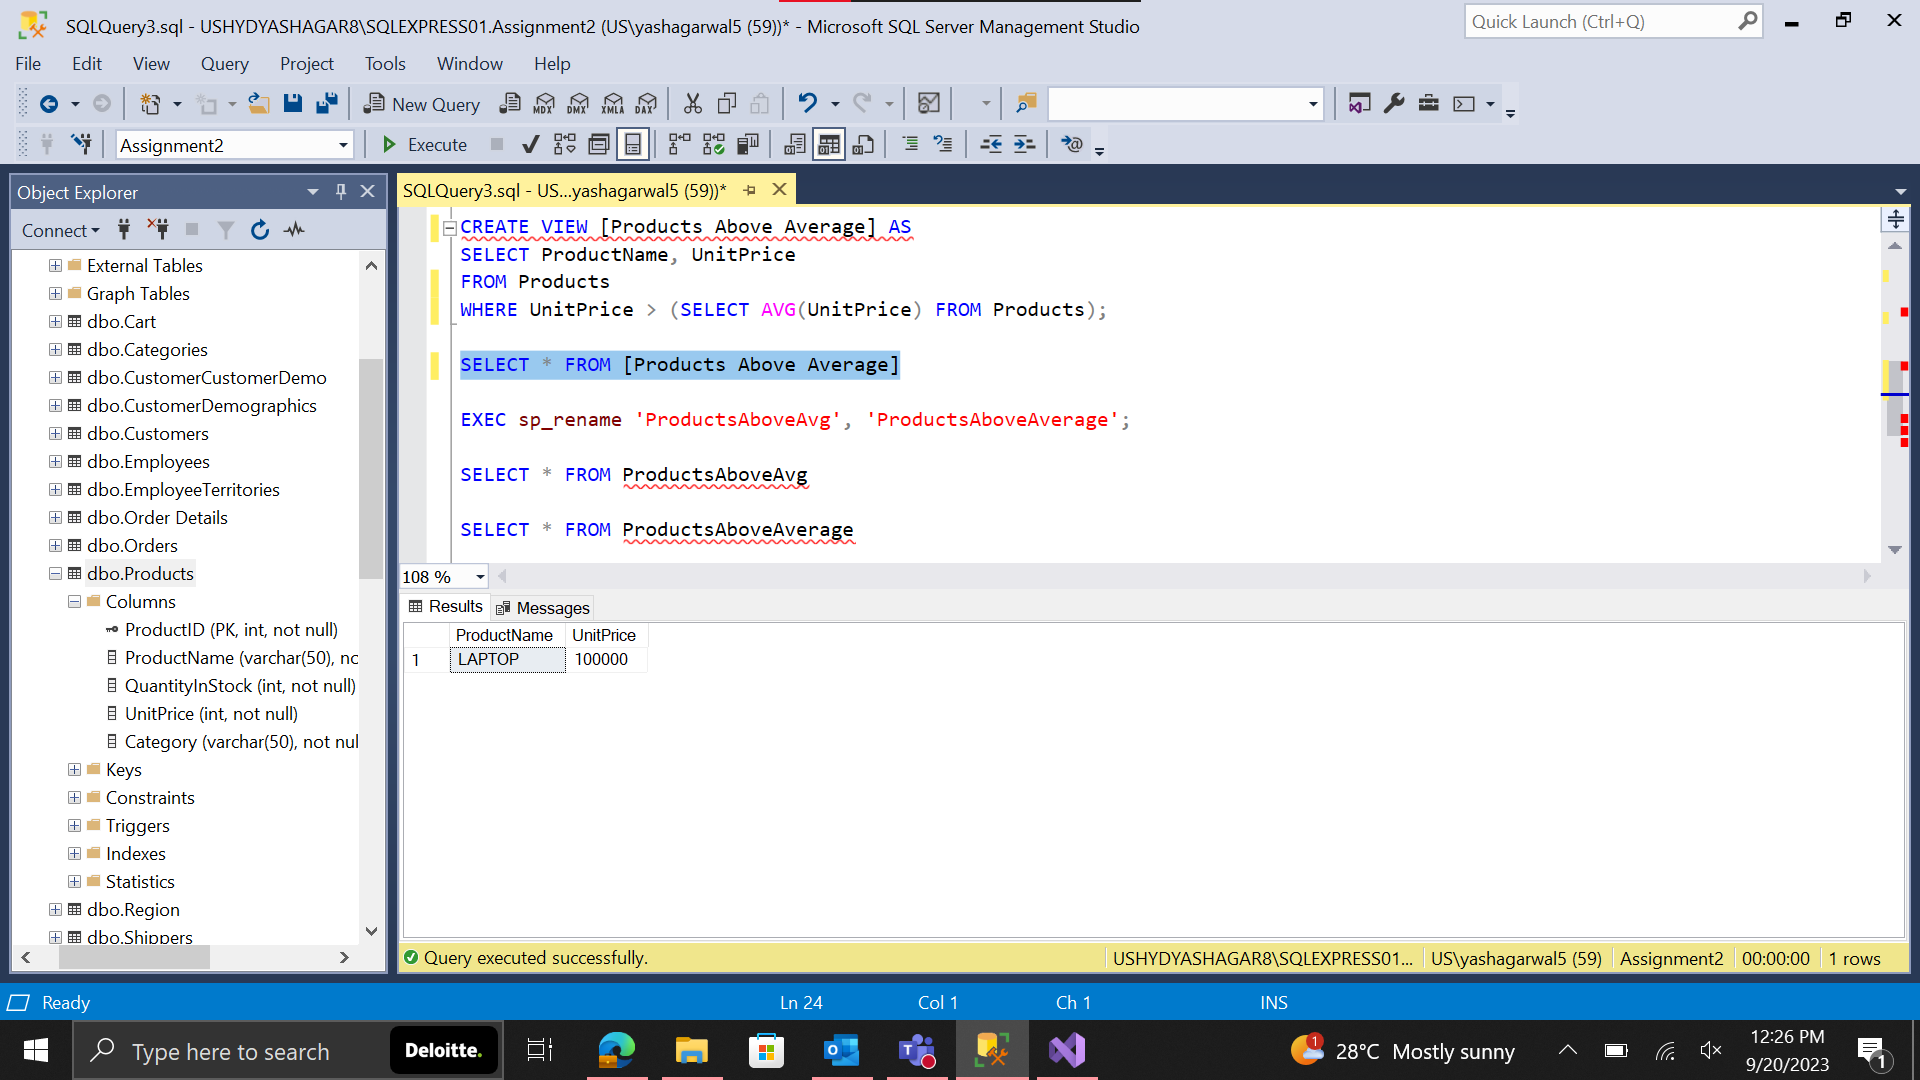 SQLQuery3.sql - USHYDYASHAGAR8\SQLEXPRESS01.Assignment2 (US\yashagarwal5 (59))* - Microsoft SQL Server Management Studio
Quick Launch (Ctrl+Q)
File Edit View Query Project Tools Window Help
New Query MDX DMX XMLA DAX
Assignment2 Execute
Object Explorer
Connect
External Tables
Graph Tables
dbo.Cart
dbo.Categories
dbo.CustomerCustomerDemo
dbo.CustomerDemographics
dbo.Customers
dbo.Employees
dbo.EmployeeTerritories
dbo.Order Details
dbo.Orders
dbo.Products
Columns
ProductID (PK, int, not null)
ProductName (varchar(50), nc
QuantityInStock (int, not null)
UnitPrice (int, not null)
Category (varchar(50), not nul
Keys
Constraints
Triggers
Indexes
Statistics
dbo.Region
dbo.Shippers
SQLQuery3.sql - US...yashagarwal5 (59))*
CREATE VIEW [Products Above Average] AS
SELECT ProductName, UnitPrice
FROM Products
WHERE UnitPrice > (SELECT AVG(UnitPrice) FROM Products);
SELECT * FROM [Products Above Average]
EXEC sp_rename 'ProductsAboveAvg', 'ProductsAboveAverage';
SELECT * FROM ProductsAboveAvg
SELECT * FROM ProductsAboveAverage
108 %
Results Messages
ProductName UnitPrice
1 LAPTOP 100000
Query executed successfully. USHYDYASHAGAR8\SQLEXPRESS01... US\yashagarwal5 (59) Assignment2 00:00:00 1 rows
Ready Ln 24 Col 1 Ch 1 INS
Type here to search Deloitte. 1 28°C Mostly sunny 12:26 PM
9/20/2023 1